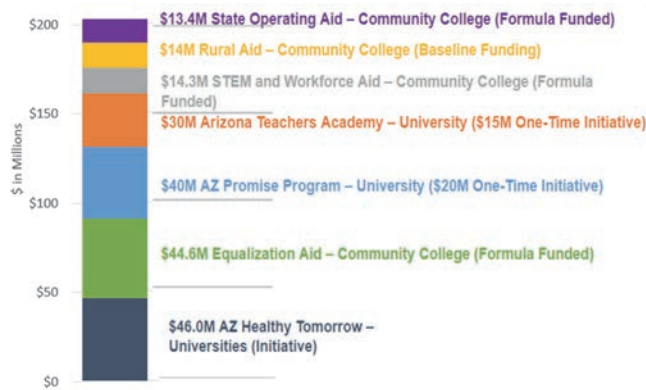 $200
$150
$100
$50
$0
$ in Millions
$13.4M State Operating Aid – Community College (Formula Funded)
$14M Rural Aid – Community College (Baseline Funding)
$14.3M STEM and Workforce Aid – Community College (Formula
Funded)
$30M Arizona Teachers Academy – University ($15M One-Time Initiative)
$40M AZ Promise Program – University ($20M One-Time Initiative)
$44.6M Equalization Aid – Community College (Formula Funded)
$46.0M AZ Healthy Tomorrow –
Universities (Initiative)